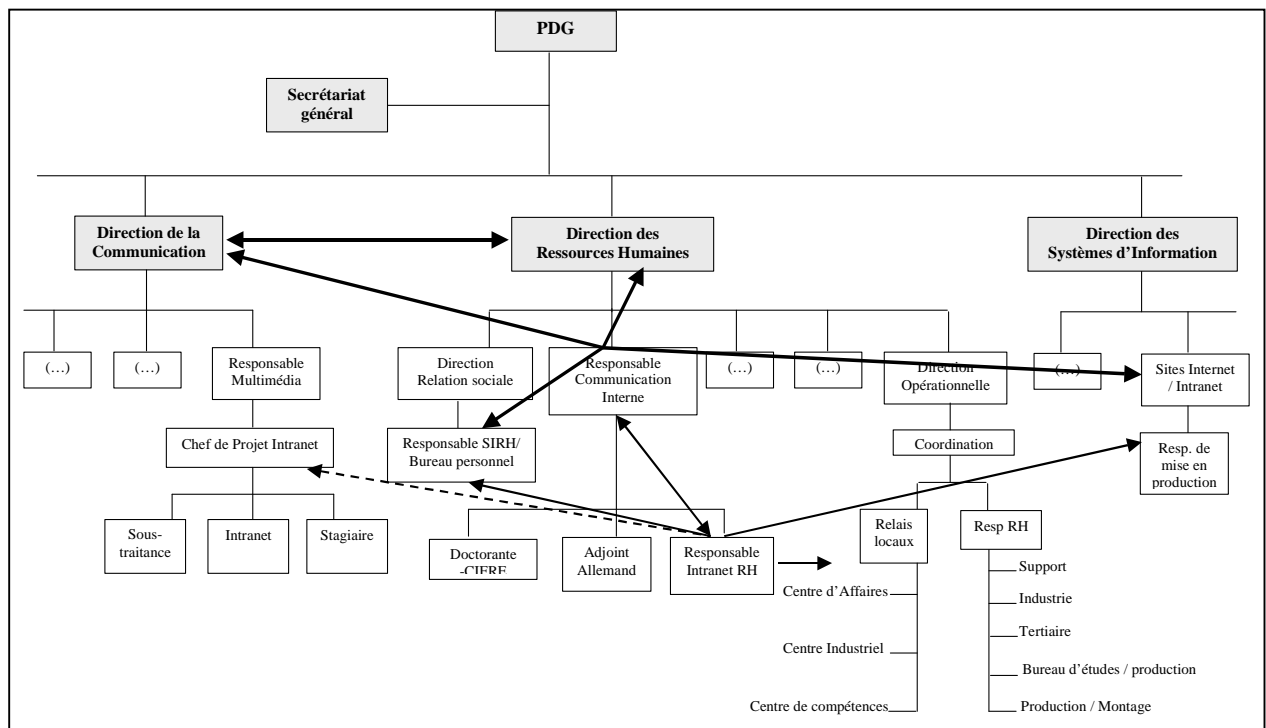 PDG
Secrétariat
général
Direction de la
Communication
Direction des
Ressources Humaines
Direction des
Systèmes d’Information
(…)
(…)
Responsable
Multimédia
Direction
Relation sociale
Responsable
Communication
Interne
(…)
(…)
Direction
Opérationnelle
(…)
Sites Internet
/ Intranet
Chef de Projet Intranet
Responsable SIRH/
Bureau personnel
Coordination
Resp. de
mise en
production
Sous-
traitance
Intranet
Stagiaire
Doctorante
-CIFRE
Adjoint
Allemand
Responsable
Intranet RH
Relais
locaux
Resp RH
Centre d’Affaires
Centre Industriel
Centre de compétences
Support
Industrie
Tertiaire
Bureau d’études / production
Production / Montage